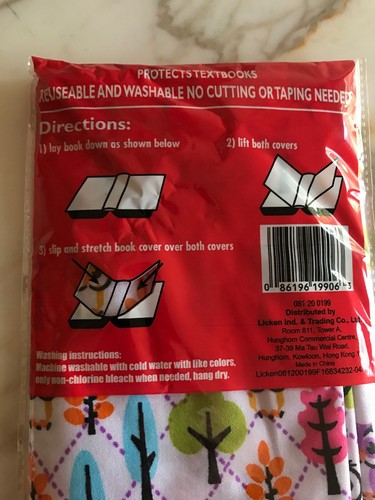 PROTECTS TEXTBOOKS
REUSEABLE AND WASHABLE NO CUTTING OR TAPING NEEDED
Directions:
1) lay book down as shown below
2) lift both covers
3) slip and stretch book cover over both covers
0 86196 19906 3
081 20 0199
Distributed by
Licken Ind. & Trading Co., Ltd
Room 811, Tower A,
Hunghom Commercial Centre,
37-39 Ma Tau Wai Road,
Hunghom, Kowloon, Hong Kong
Made in China
Licken081200199F16634232-04
Washing instructions:
Machine washable with cold water with like colors,
only non-chlorine bleach when needed, hang dry.